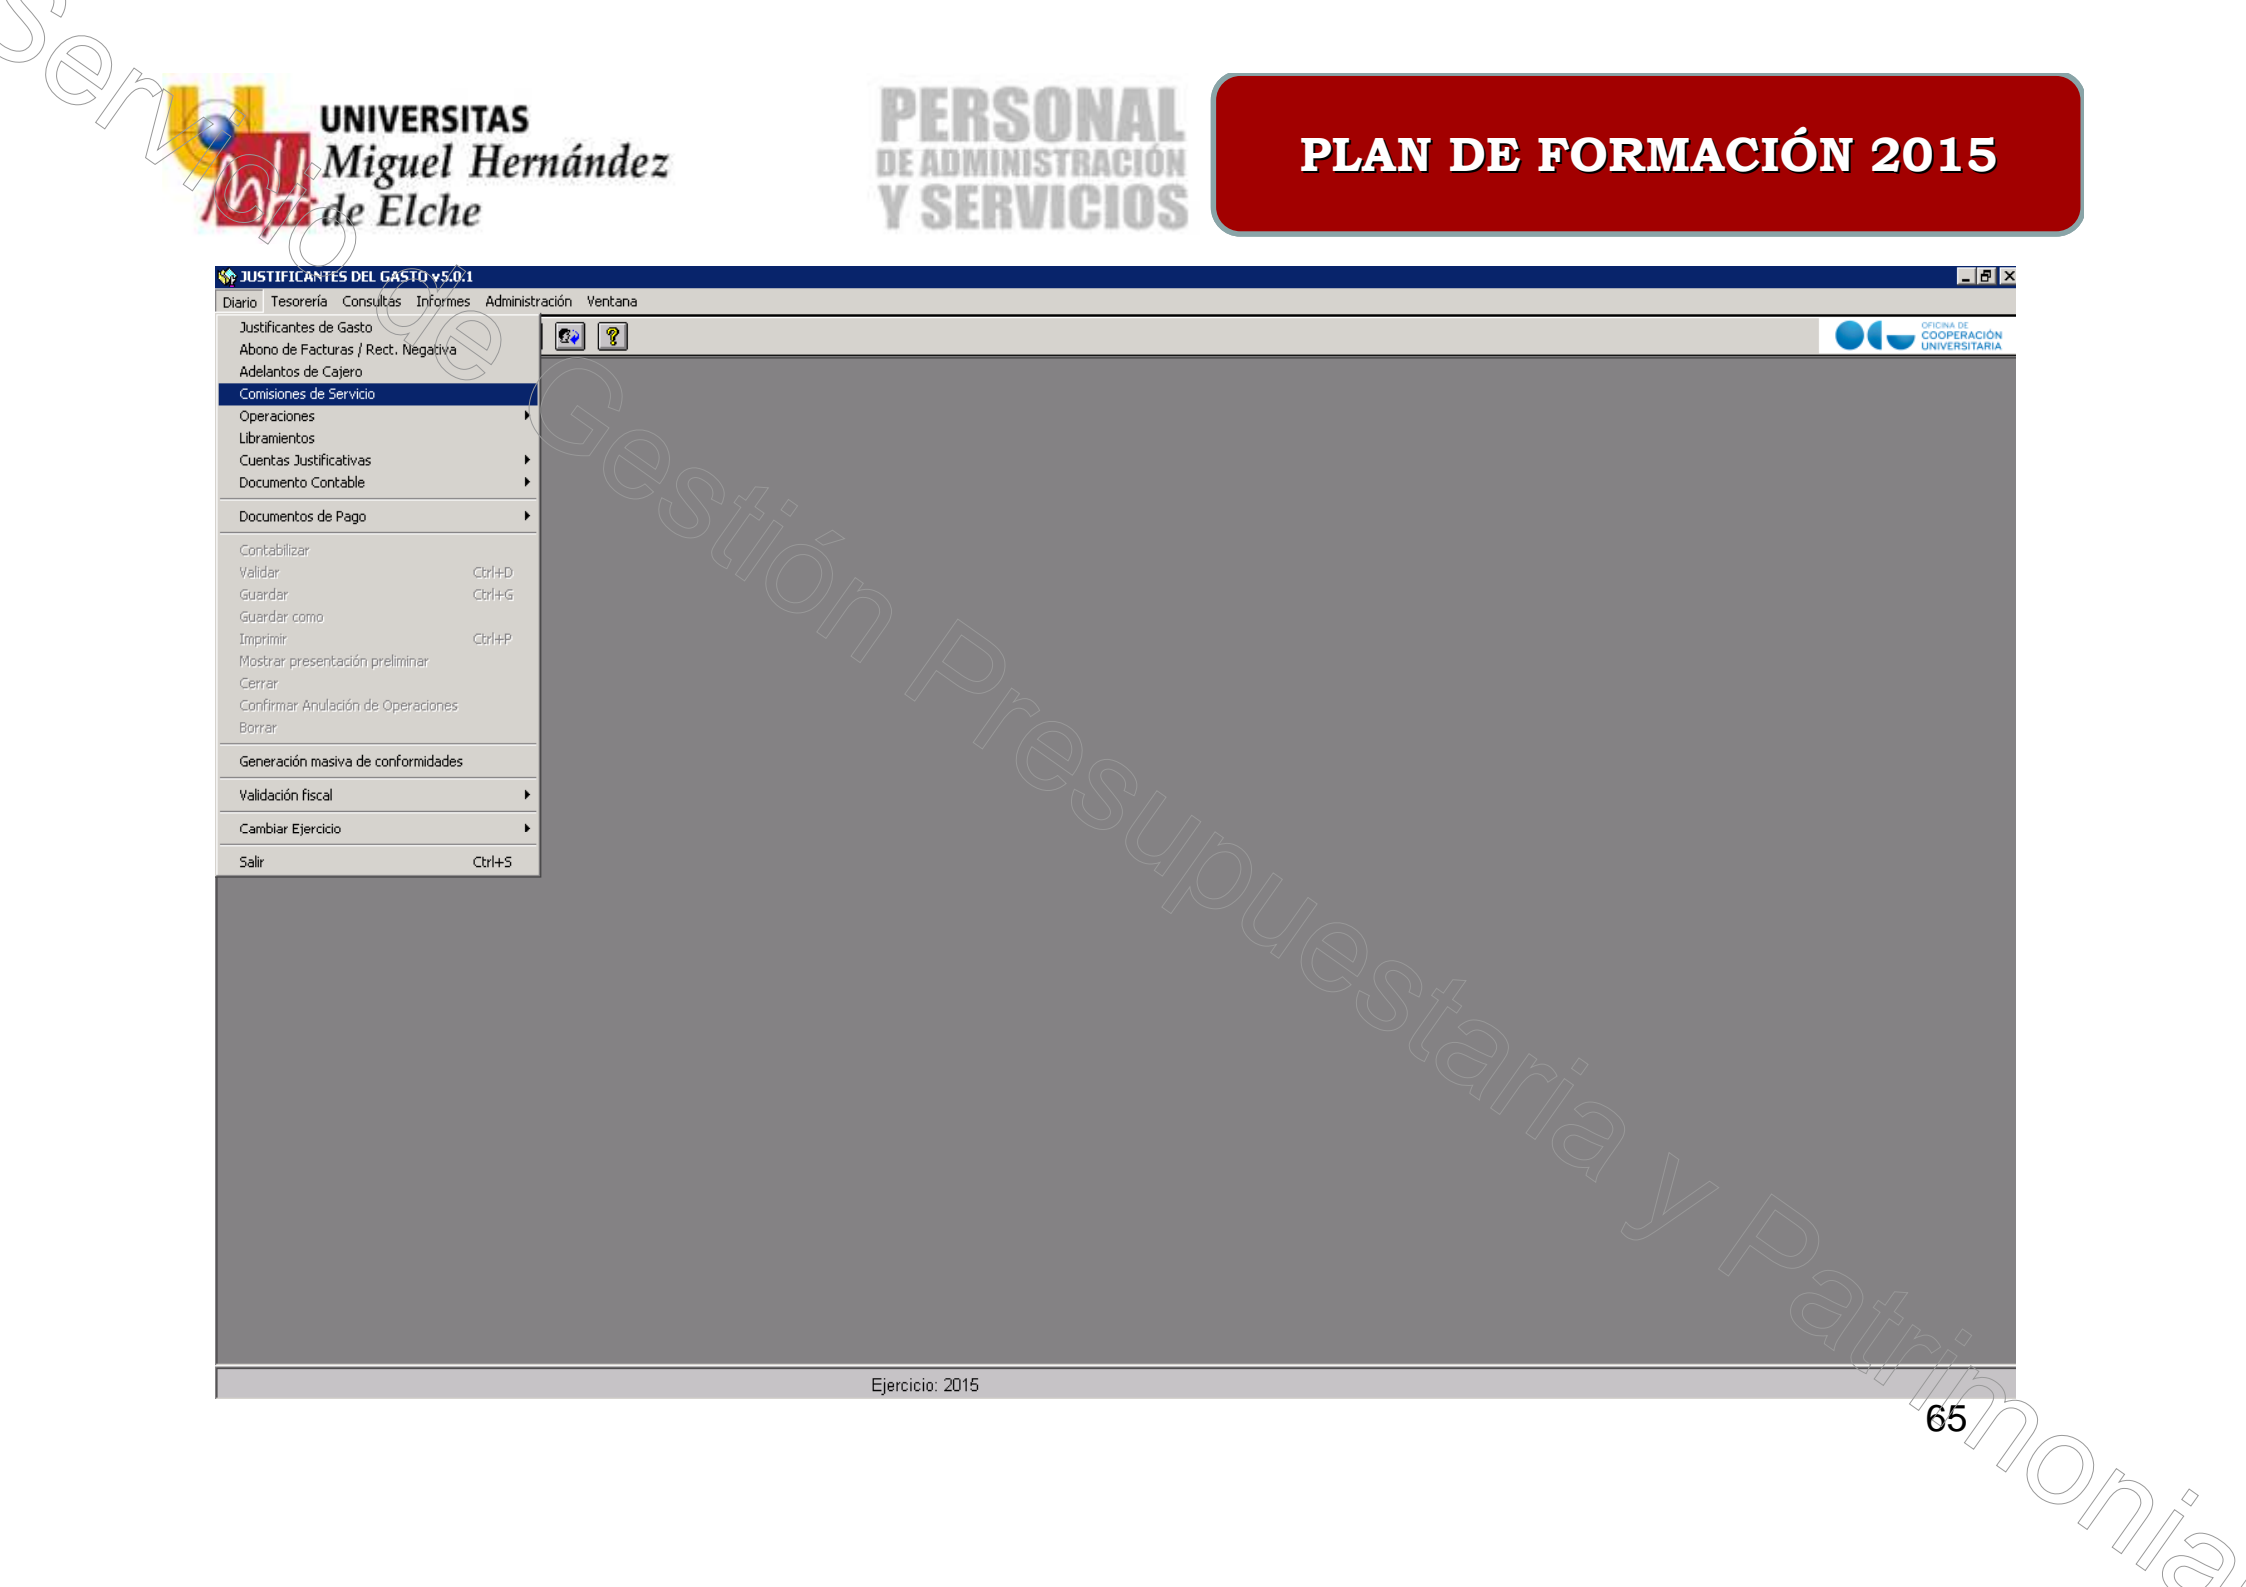 UNIVERSITAS
Miguel Hernández
de Elche
PERSONAL
DE ADMINISTRACIÓN
Y SERVICIOS
PLAN DE FORMACIÓN 2015
JUSTIFICANTES DEL GASTO v5.0.1
Diario Tesorería Consultas Informes Administración Ventana
OFICINA DE
COOPERACIÓN
UNIVERSITARIA
Justificantes de Gasto
Abono de Facturas / Rect. Negativa
Adelantos de Cajero
Comisiones de Servicio
Operaciones
Libramientos
Cuentas Justificativas
Documento Contable
Documentos de Pago
Contabilizar
Validar Ctrl+D
Guardar Ctrl+G
Guardar como
Imprimir Ctrl+P
Mostrar presentación preliminar
Cerrar
Confirmar Anulación de Operaciones
Borrar
Generación masiva de conformidades
Validación fiscal
Cambiar Ejercicio
Salir Ctrl+S
Ejercicio: 2015
65
Servicio de Gestión Presupuestaria y Patrimonia